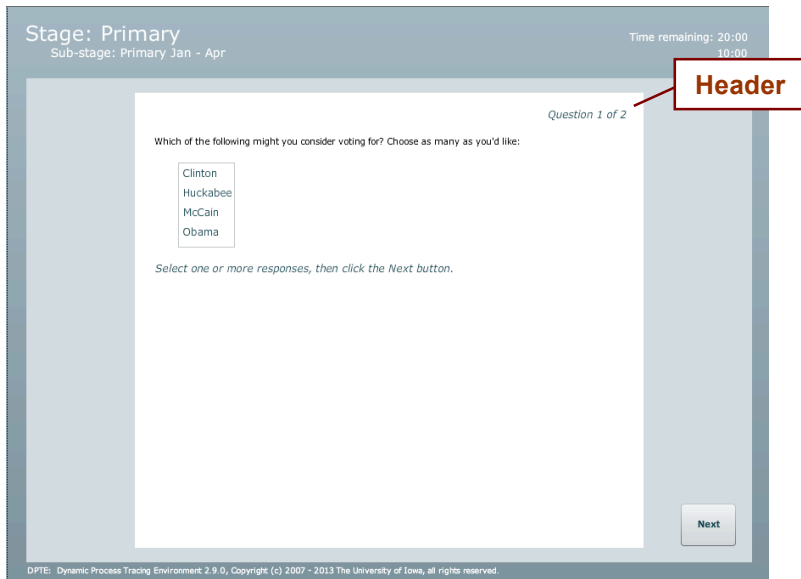 Stage: Primary
Time remaining: 20:00
Sub-stage: Primary Jan - Apr
10:00
Header
Question 1 of 2
Which of the following might you consider voting for? Choose as many as you'd like:
Clinton
Huckabee
McCain
Obama
Select one or more responses, then click the Next button.
Next
DPTE: Dynamic Process Tracing Environment 2.9.0, Copyright (c) 2007 - 2013 The University of Iowa, all rights reserved.